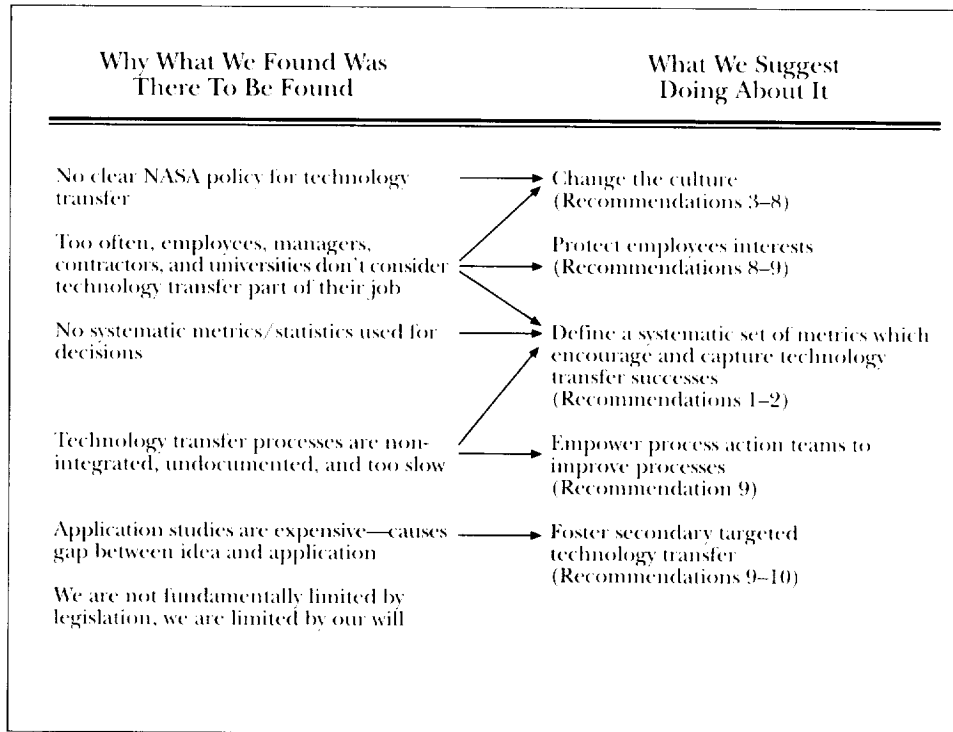 Why What We Found Was
There To Be Found
What We Suggest
Doing About It
No clear NASA policy for technology
transfer
Change the culture
(Recommendations 3–8)
Too often, employees, managers,
contractors, and universities don't consider
technology transfer part of their job
Protect employees interests
(Recommendations 8–9)
No systematic metrics/statistics used for
decisions
Define a systematic set of metrics which
encourage and capture technology
transfer successes
(Recommendations 1–2)
Technology transfer processes are non-
integrated, undocumented, and too slow
Empower process action teams to
improve processes
(Recommendation 9)
Application studies are expensive—causes
gap between idea and application
Foster secondary targeted
technology transfer
(Recommendations 9–10)
We are not fundamentally limited by
legislation, we are limited by our will